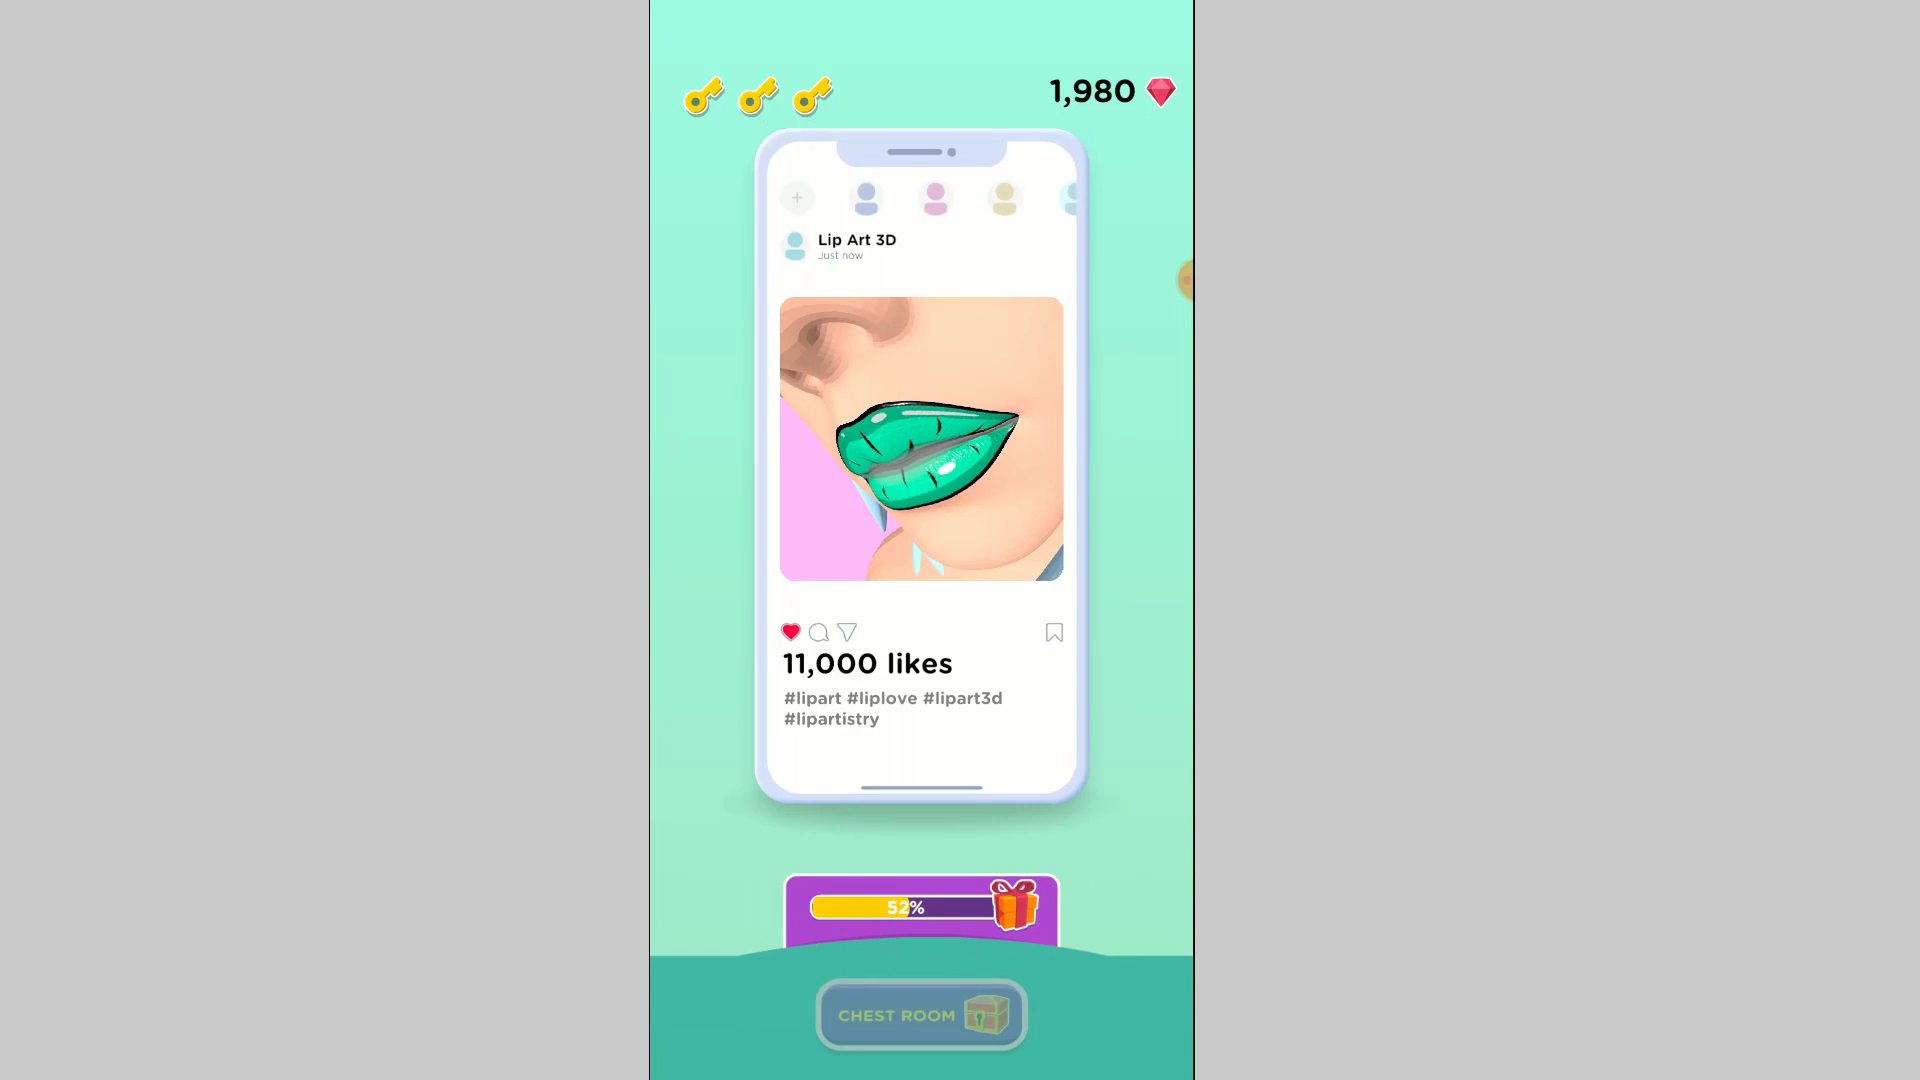 1,980
Lip Art 3D
Just now
11,000 likes
#lipart #liplove #lipart3d
#lipartistry
52%
CHEST ROOM